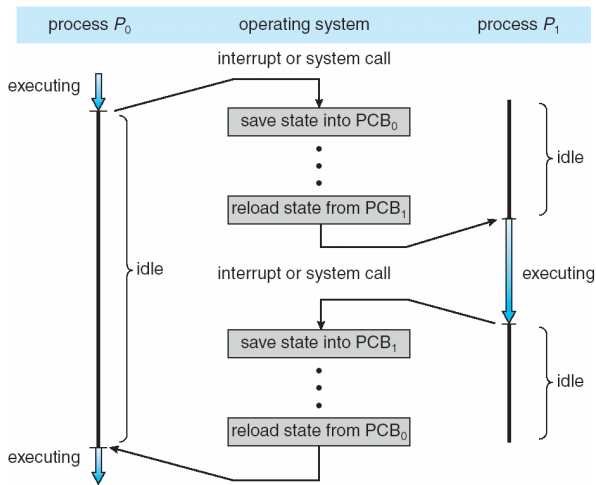 process P0 operating system process P1
interrupt or system call
executing
save state into PCB0
idle
reload state from PCB1
idle
interrupt or system call
executing
save state into PCB1
idle
reload state from PCB0
executing